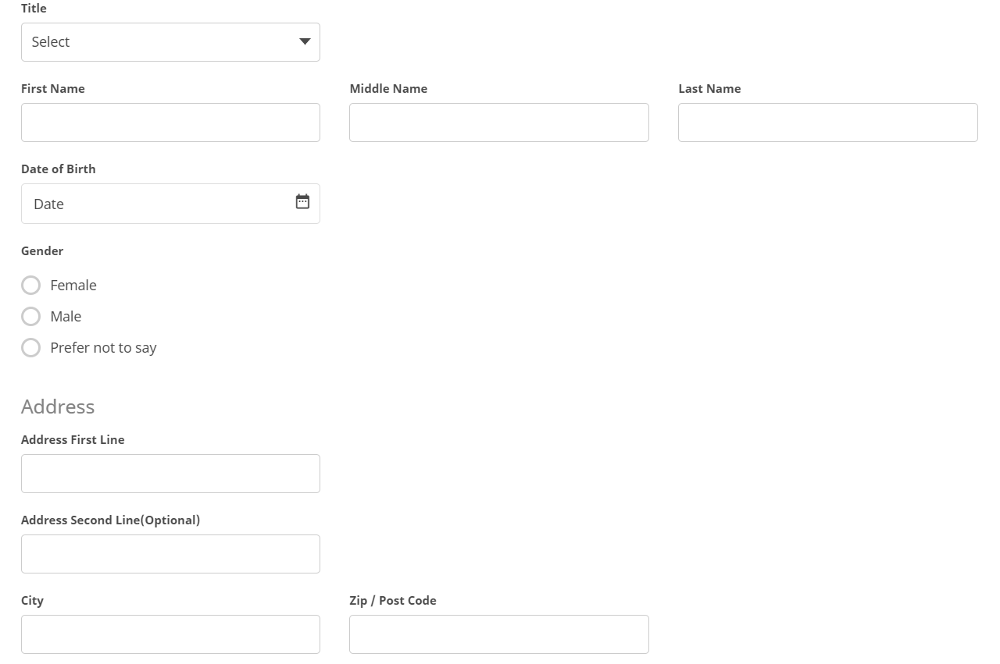 Title
Select
First Name
Middle Name
Last Name
Date of Birth
Date
Gender
Female
Male
Prefer not to say
Address
Address First Line
Address Second Line(Optional)
City
Zip / Post Code